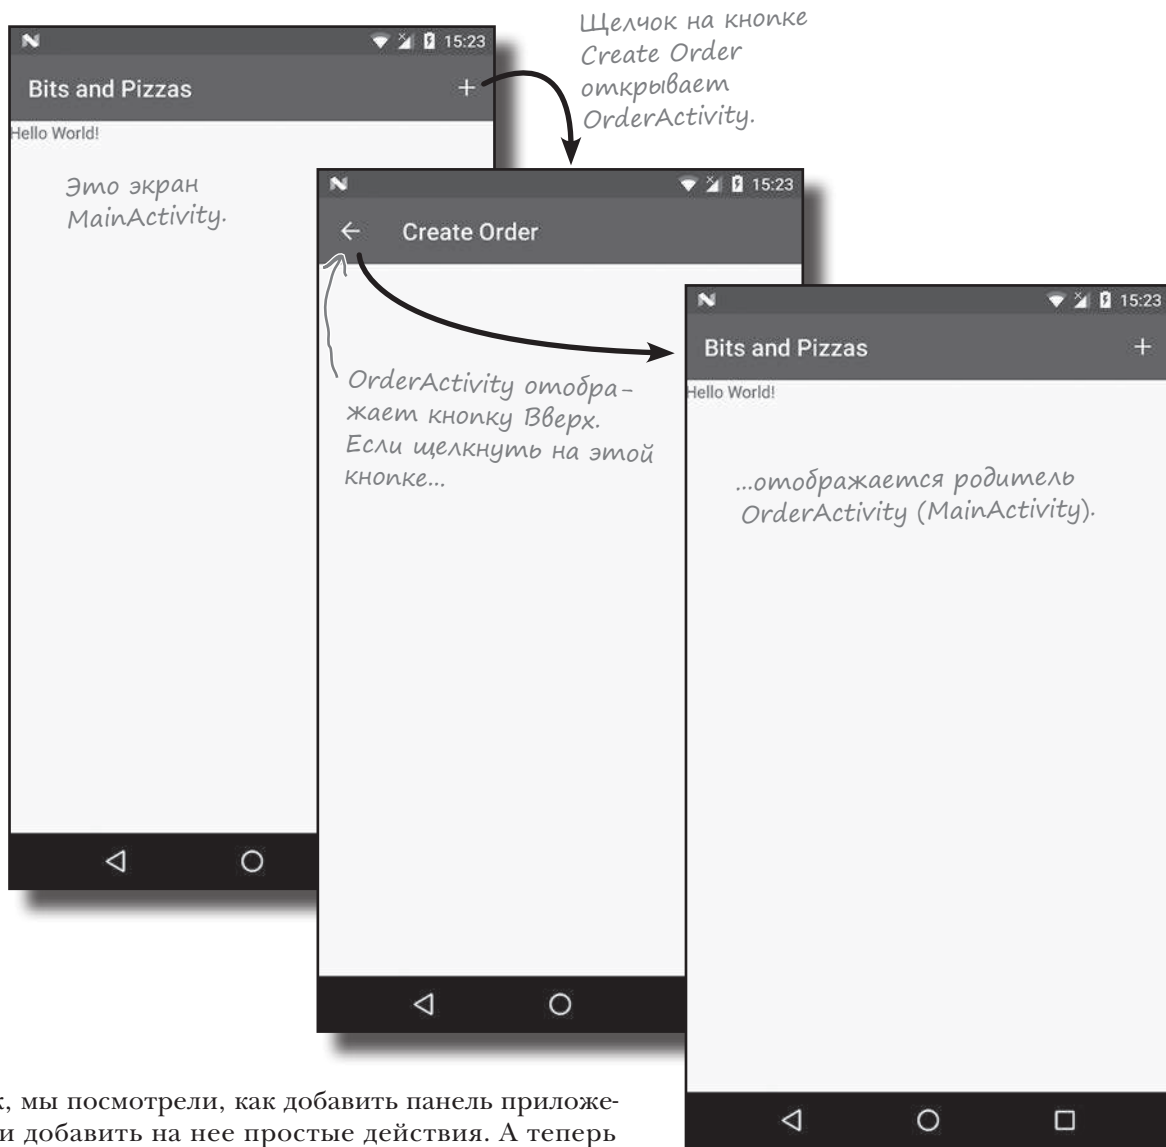 15:23
Bits and Pizzas
Hello World!
Это экран
MainActivity.
Щелчок на кнопке
Create Order
открывает
OrderActivity.
15:23
Create Order
OrderActivity отобра-
жает кнопку Вверх.
Если щелкнуть на этой
кнопке...
15:23
Bits and Pizzas
Hello World!
...отображается родитель
OrderActivity (MainActivity).
, мы посмотрели, как добавить панель приложе-
и добавить на нее простые действия. А теперь